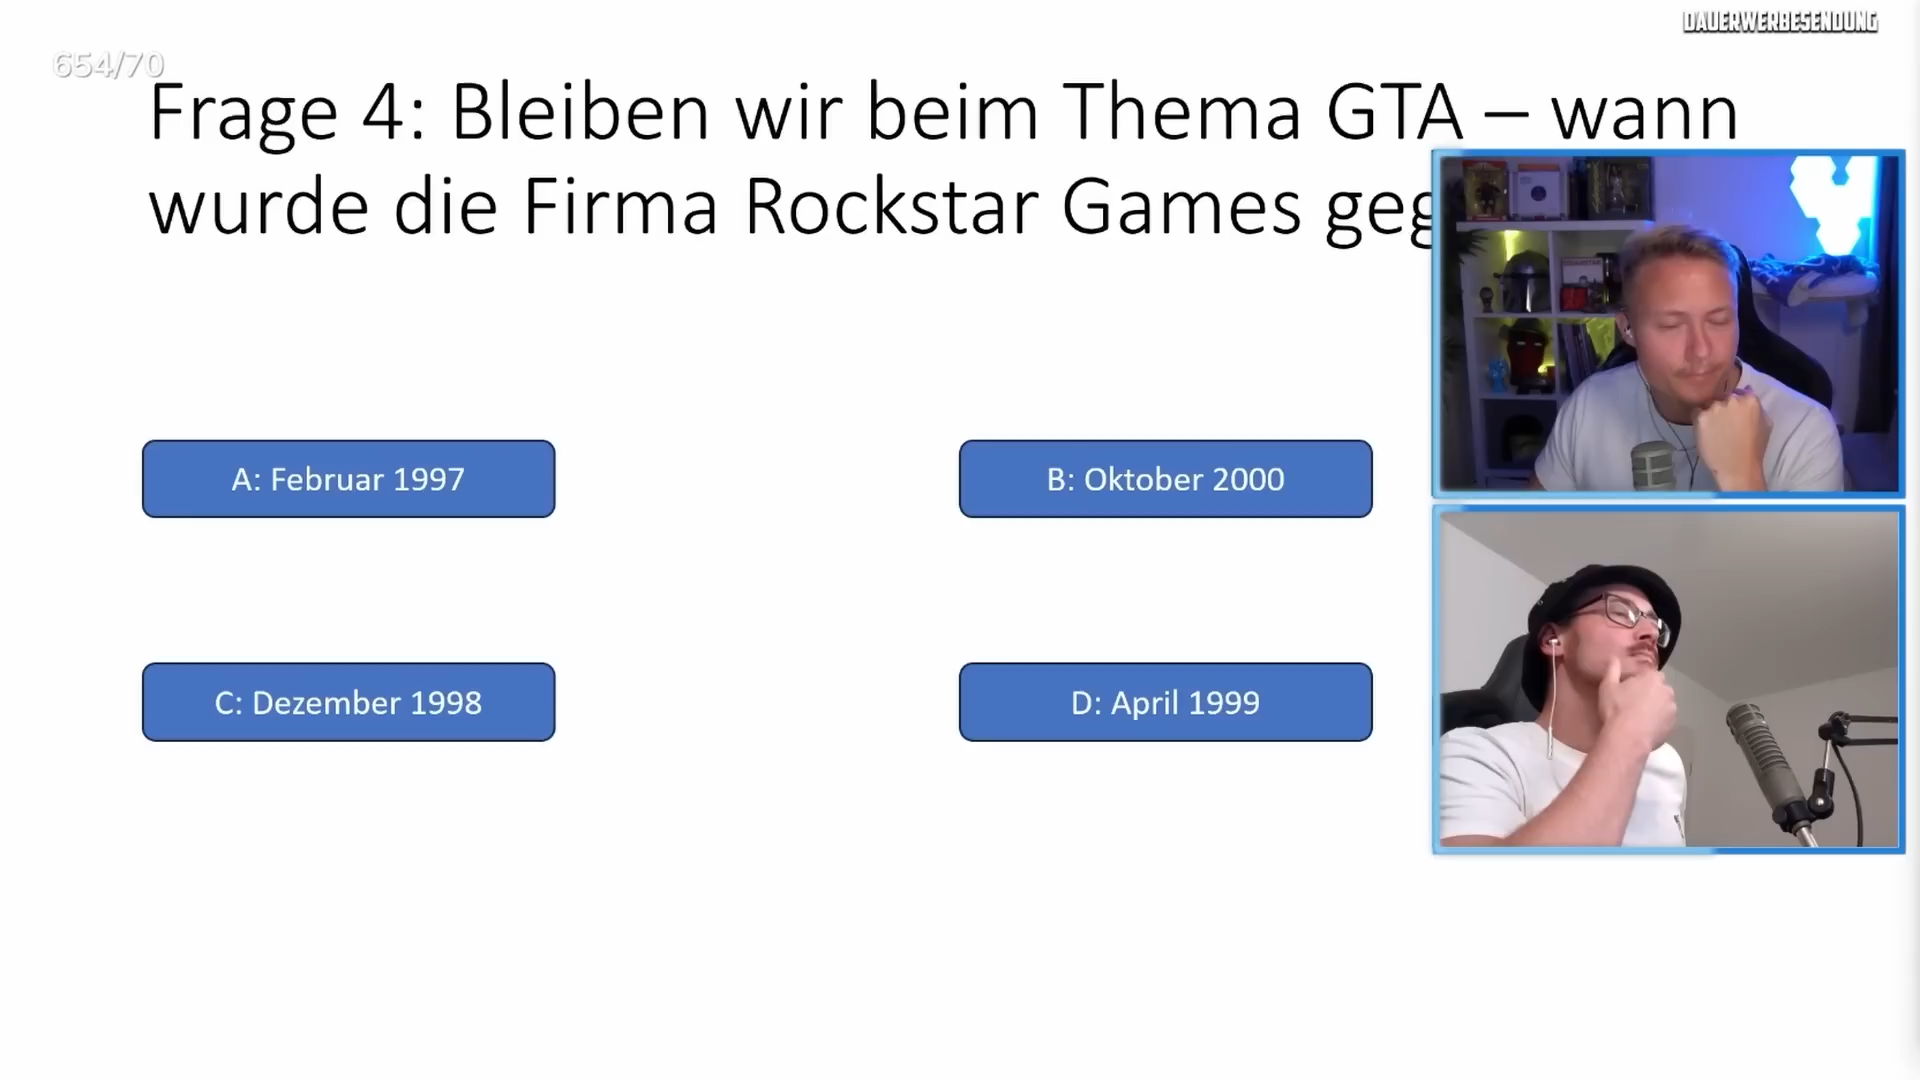 DAUERWERBESENDUNG
654/70
Frage 4: Bleiben wir beim Thema GTA – wann
wurde die Firma Rockstar Games geg
A: Februar 1997
B: Oktober 2000
C: Dezember 1998
D: April 1999